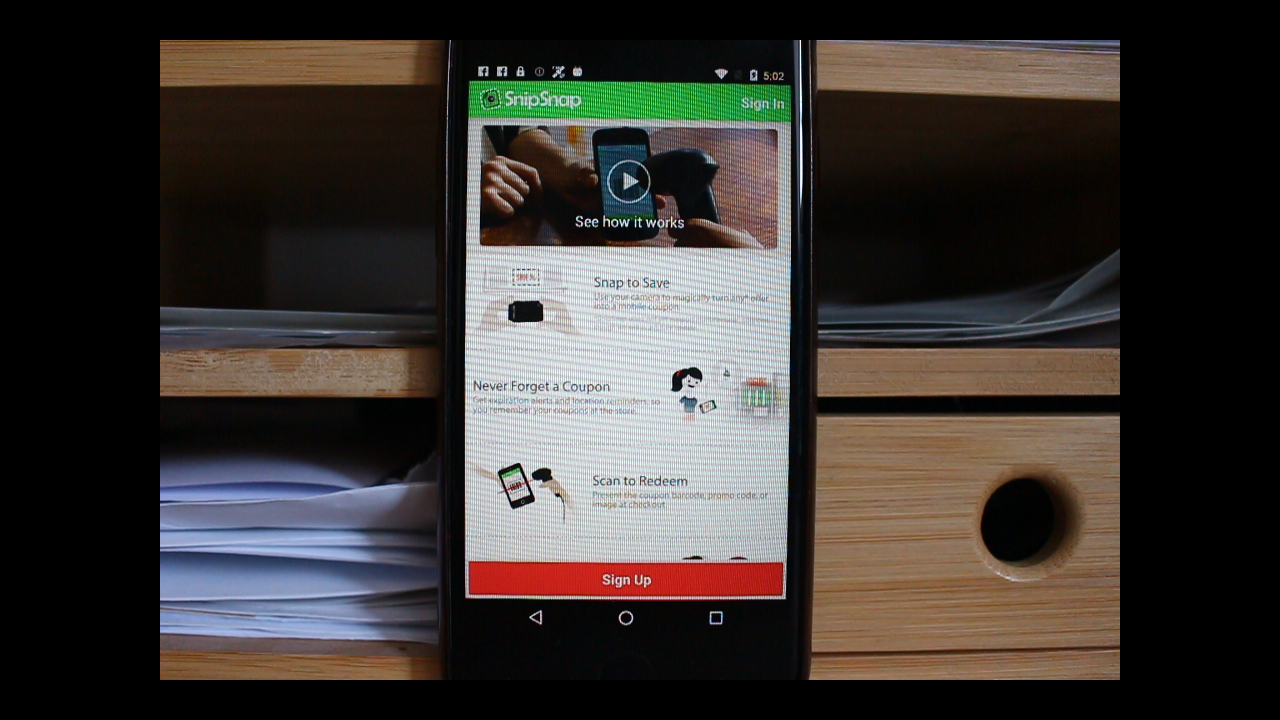 5:02
SnipSnap
Sign In
See how it works
Snap to Save
Use your camera to magically turn any* offer
into a mobile coupon
Never Forget a Coupon
Get expiration alerts and location reminders, so
you remember your coupons at the store.
Scan to Redeem
Present the coupon barcode, promo code, or
image at checkout
Sign Up